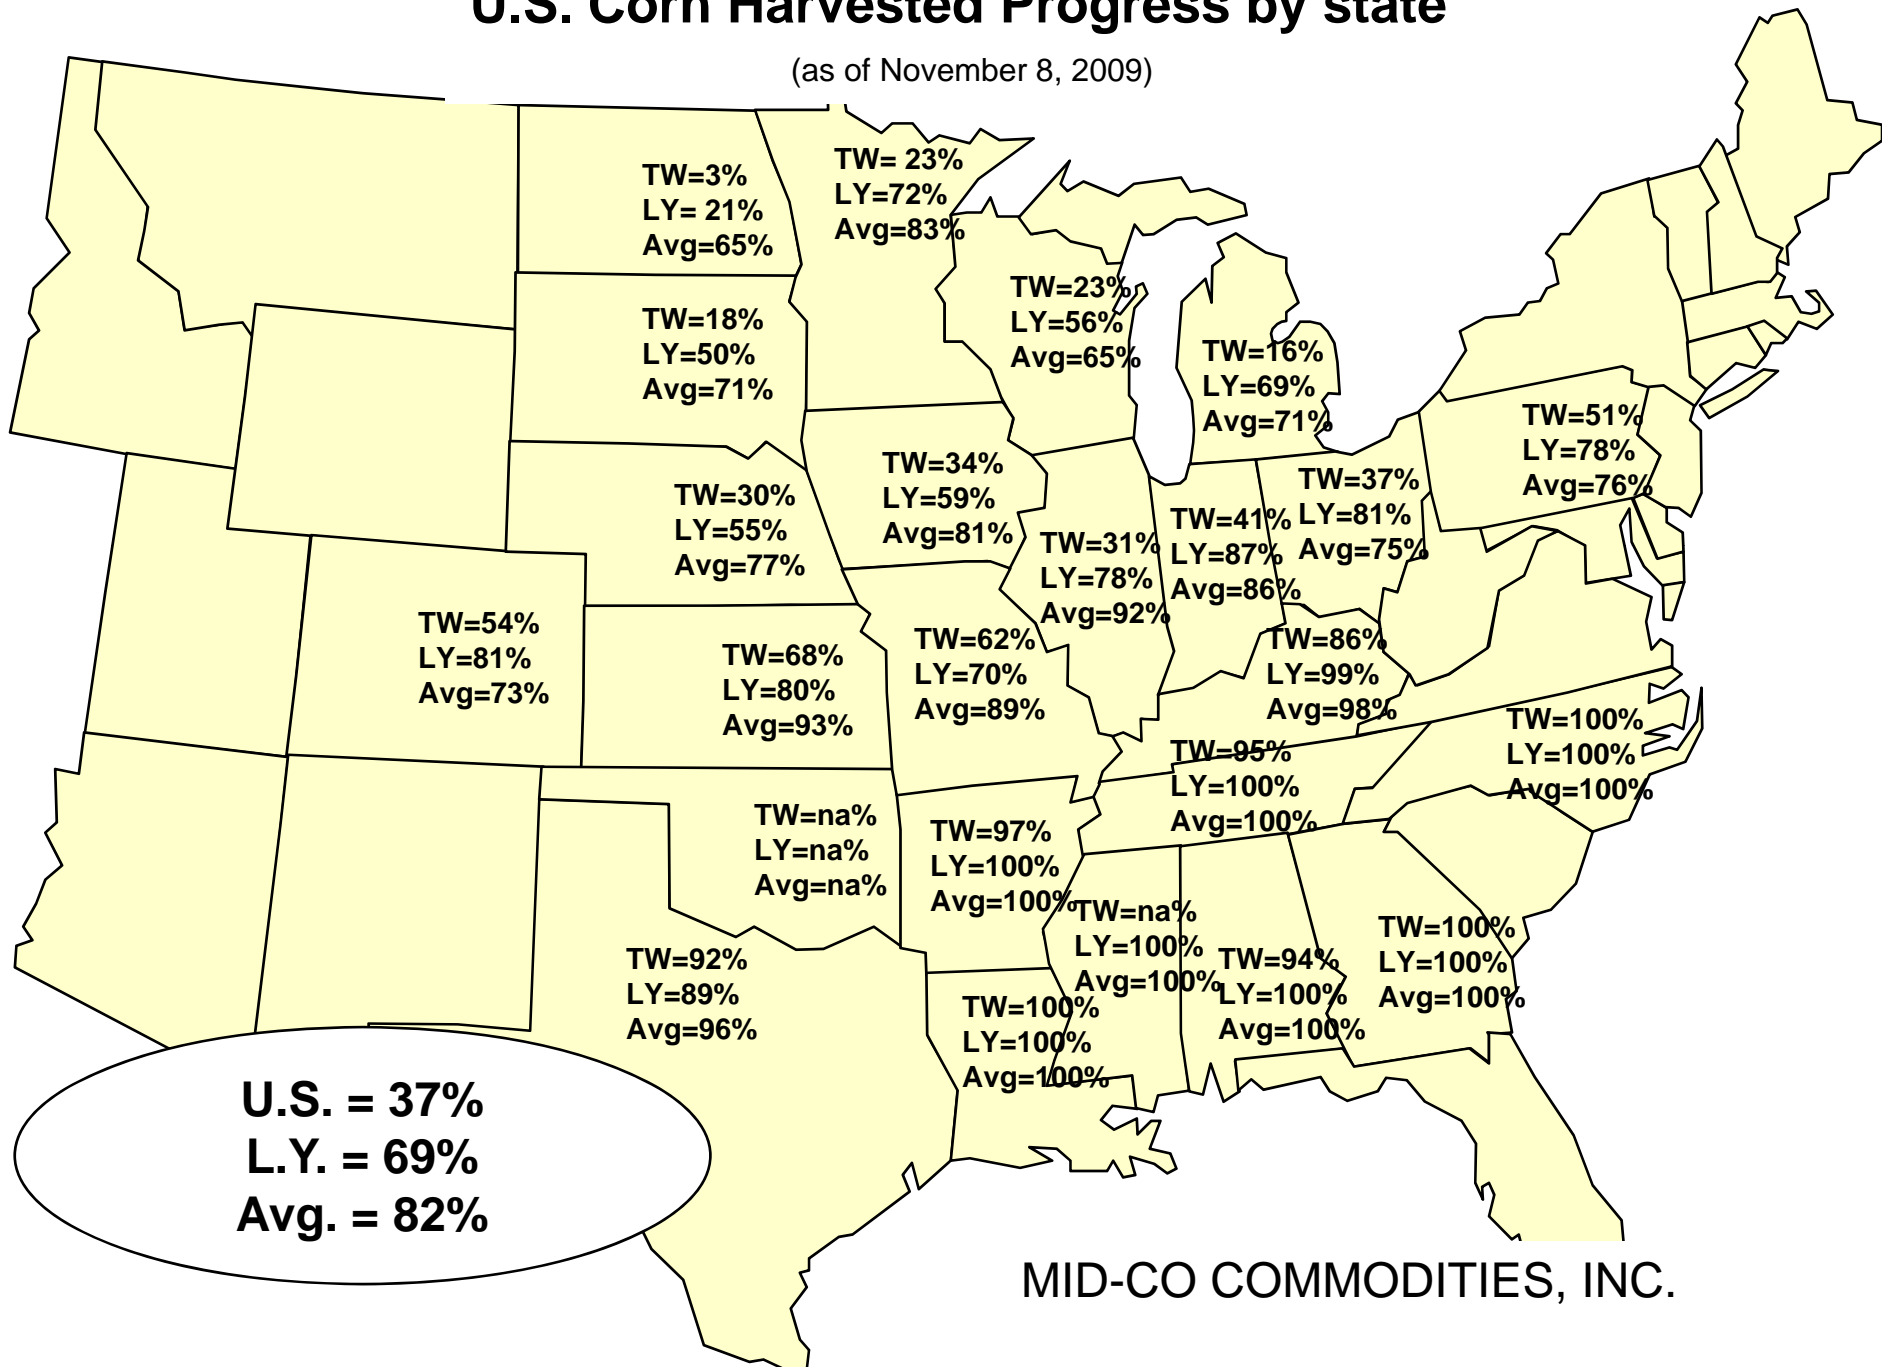 U.S. Corn Harvested Progress by state
(as of November 8, 2009)
TW=3%
LY= 21%
Avg=65%
TW= 23%
LY=72%
Avg=83%
TW=23%
LY=56%
Avg=65%
TW=18%
LY=50%
Avg=71%
TW=16%
LY=69%
Avg=71%
TW=51%
LY=78%
Avg=76%
TW=34%
LY=59%
Avg=81%
TW=37%
LY=81%
Avg=75%
TW=30%
LY=55%
Avg=77%
TW=41%
LY=87%
Avg=86%
TW=31%
LY=78%
Avg=92%
TW=54%
LY=81%
Avg=73%
TW=68%
LY=80%
Avg=93%
TW=62%
LY=70%
Avg=89%
TW=86%
LY=99%
Avg=98%
TW=100%
LY=100%
Avg=100%
TW=95%
LY=100%
Avg=100%
TW=na%
LY=na%
Avg=na%
TW=97%
LY=100%
Avg=100%
TW=na%
LY=100%
Avg=100%
TW=94%
LY=100%
Avg=100%
TW=100%
LY=100%
Avg=100%
TW=92%
LY=89%
Avg=96%
TW=100%
LY=100%
Avg=100%
U.S. = 37%
L.Y. = 69%
Avg. = 82%
MID-CO COMMODITIES, INC.